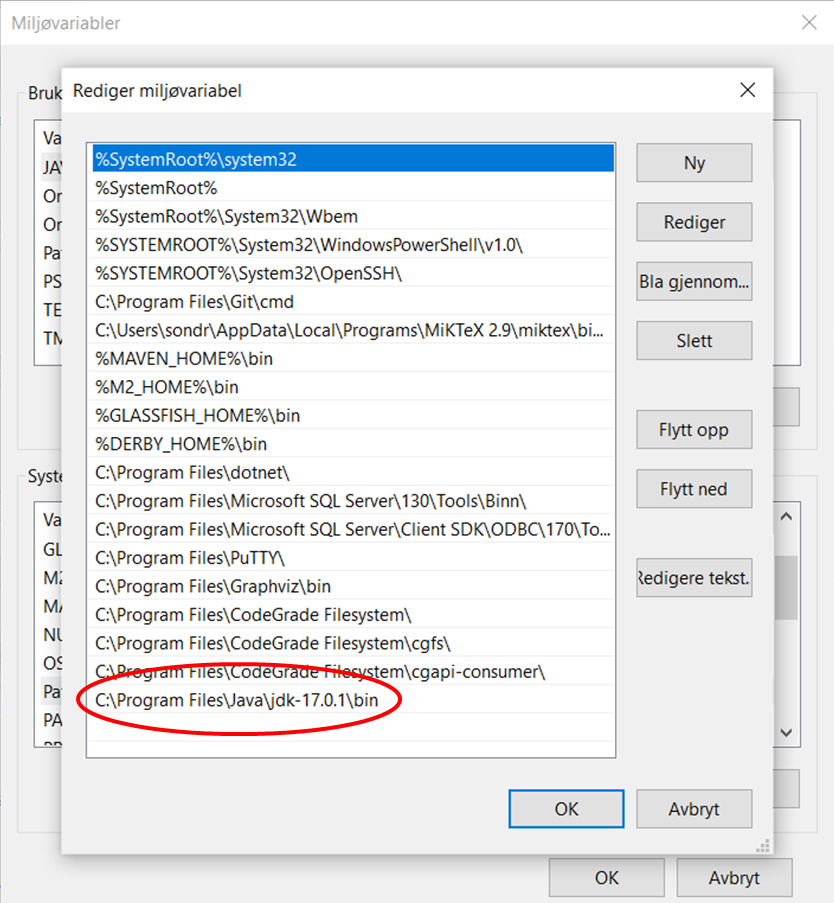 Miljøvariabler
Rediger miljøvariabel
Bruk
Va
JA
Or
Or
Pa
PS
TE
TM
%SystemRoot%\system32
%SystemRoot%
%SystemRoot%\System32\Wbem
%SYSTEMROOT%\System32\WindowsPowerShell\v1.0\
%SYSTEMROOT%\System32\OpenSSH\
C:\Program Files\Git\cmd
C:\Users\sondr\AppData\Local\Programs\MiKTeX 2.9\miktex\bi...
%MAVEN_HOME%\bin
%M2_HOME%\bin
%GLASSFISH_HOME%\bin
%DERBY_HOME%\bin
C:\Program Files\dotnet\
C:\Program Files\Microsoft SQL Server\130\Tools\Binn\
C:\Program Files\Microsoft SQL Server\Client SDK\ODBC\170\To...
C:\Program Files\PuTTY\
C:\Program Files\Graphviz\bin
C:\Program Files\CodeGrade Filesystem\
C:\Program Files\CodeGrade Filesystem\cgfs\
C:\Program Files\CodeGrade Filesystem\cgapi-consumer\
C:\Program Files\Java\jdk-17.0.1\bin
Ny
Rediger
Bla gjennom...
Slett
Flytt opp
Flytt ned
Redigere tekst.
OK
Avbryt
Syste
Va
GL
M2
MA
NU
OS
Pa
PA
OK
Avbryt